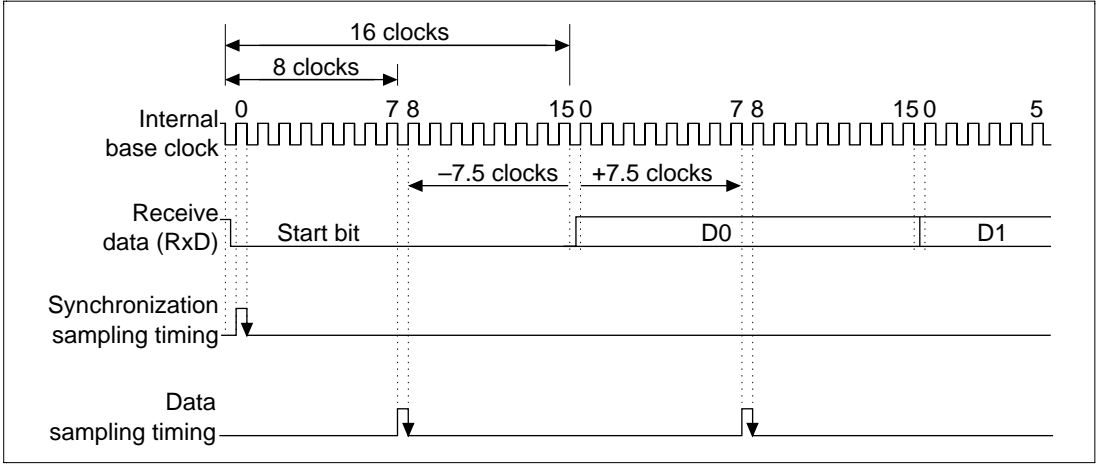 16 clocks
8 clocks
0 7 8 15 0 7 8 15 0 5
Internal
base clock
–7.5 clocks +7.5 clocks
Receive
data (RxD)
Start bit D0 D1
Synchronization
sampling timing
Data
sampling timing